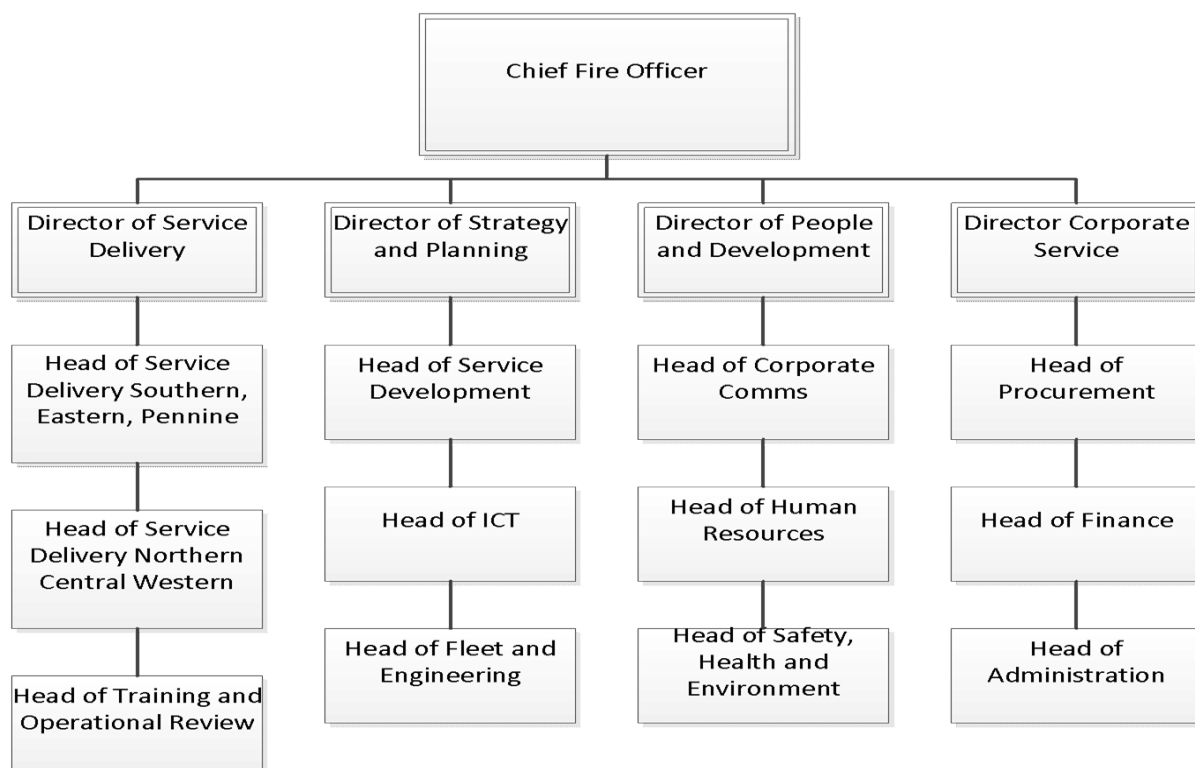 Chief Fire Officer
Director of Service
Delivery
Director of Strategy
and Planning
Director of People
and Development
Director Corporate
Service
Head of Service
Delivery Southern,
Eastern, Pennine
Head of Service
Development
Head of Corporate
Comms
Head of
Procurement
Head of Service
Delivery Northern
Central Western
Head of ICT
Head of Human
Resources
Head of Finance
Head of Training and
Operational Review
Head of Fleet and
Engineering
Head of Safety,
Health and
Environment
Head of
Administration